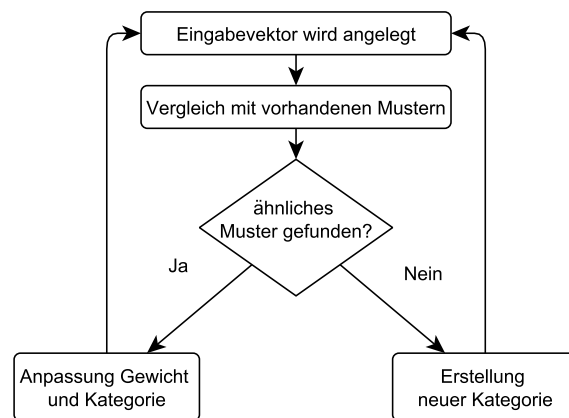 Eingabevektor wird angelegt
Vergleich mit vorhandenen Mustern
ähnliches
Muster gefunden?
Ja
Nein
Anpassung Gewicht
und Kategorie
Erstellung
neuer Kategorie